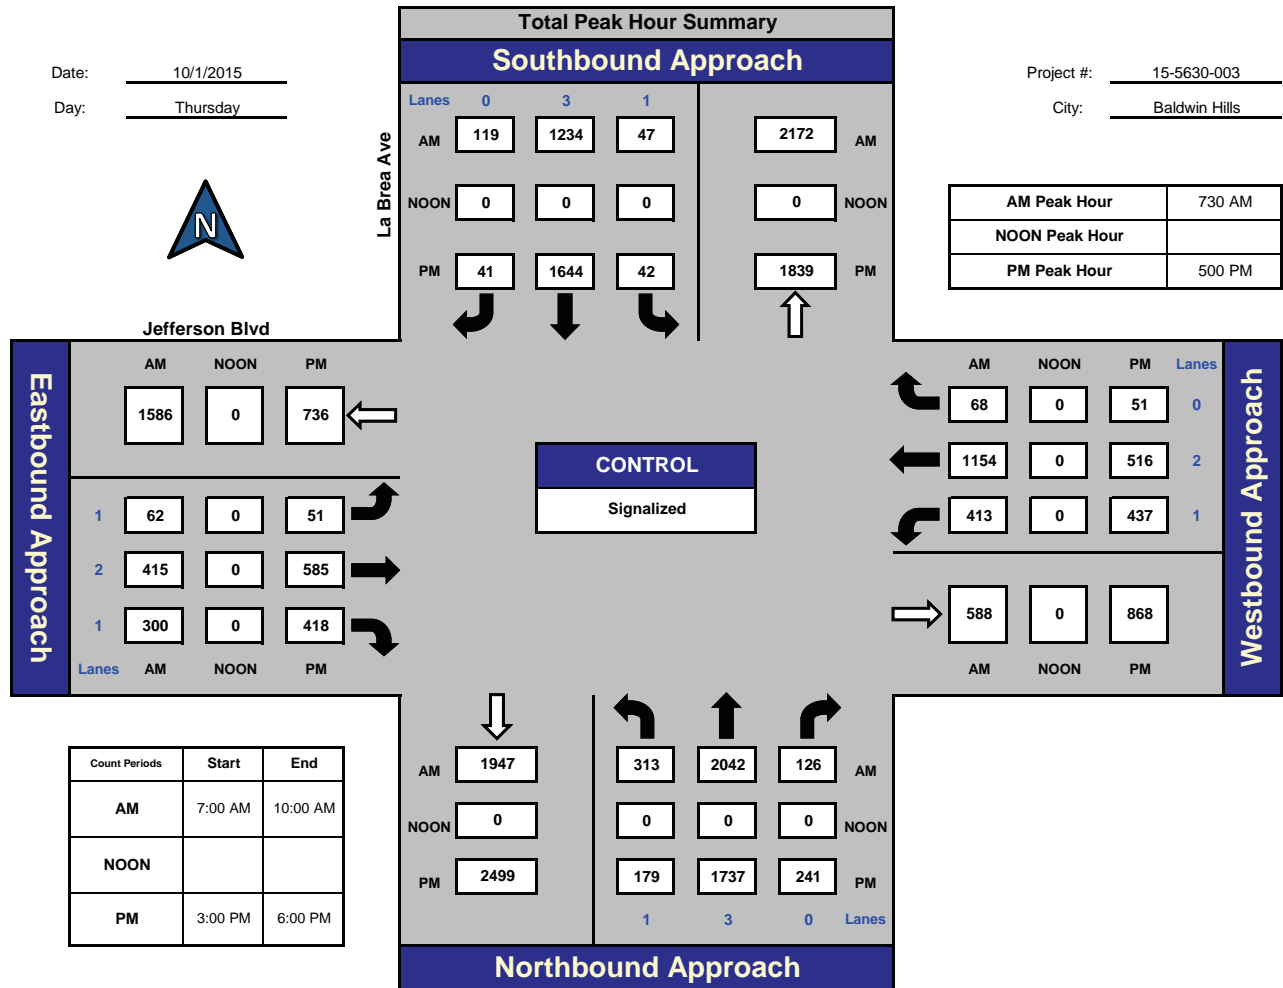 Total Peak Hour Summary
Southbound Approach
Date: 10/1/2015
Day: Thursday
Project #: 15-5630-003
City: Baldwin Hills
N
La Brea Ave
Lanes 0 3 1
AM 119 1234 47 2172 AM
NOON 0 0 0 0 NOON
PM 41 1644 42 1839 PM
AM Peak Hour 730 AM
NOON Peak Hour
PM Peak Hour 500 PM
Jefferson Blvd
Eastbound Approach
AM NOON PM
1586 0 736
1 62 0 51
2 415 0 585
1 300 0 418
Lanes AM NOON PM
CONTROL
Signalized
AM NOON PM Lanes
68 0 51 0
1154 0 516 2
413 0 437 1
588 0 868
AM NOON PM
Westbound Approach
Count Periods Start End
AM 7:00 AM 10:00 AM
NOON
PM 3:00 PM 6:00 PM
AM 1947 313 2042 126 AM
NOON 0 0 0 0 NOON
PM 2499 179 1737 241 PM
1 3 0 Lanes
Northbound Approach